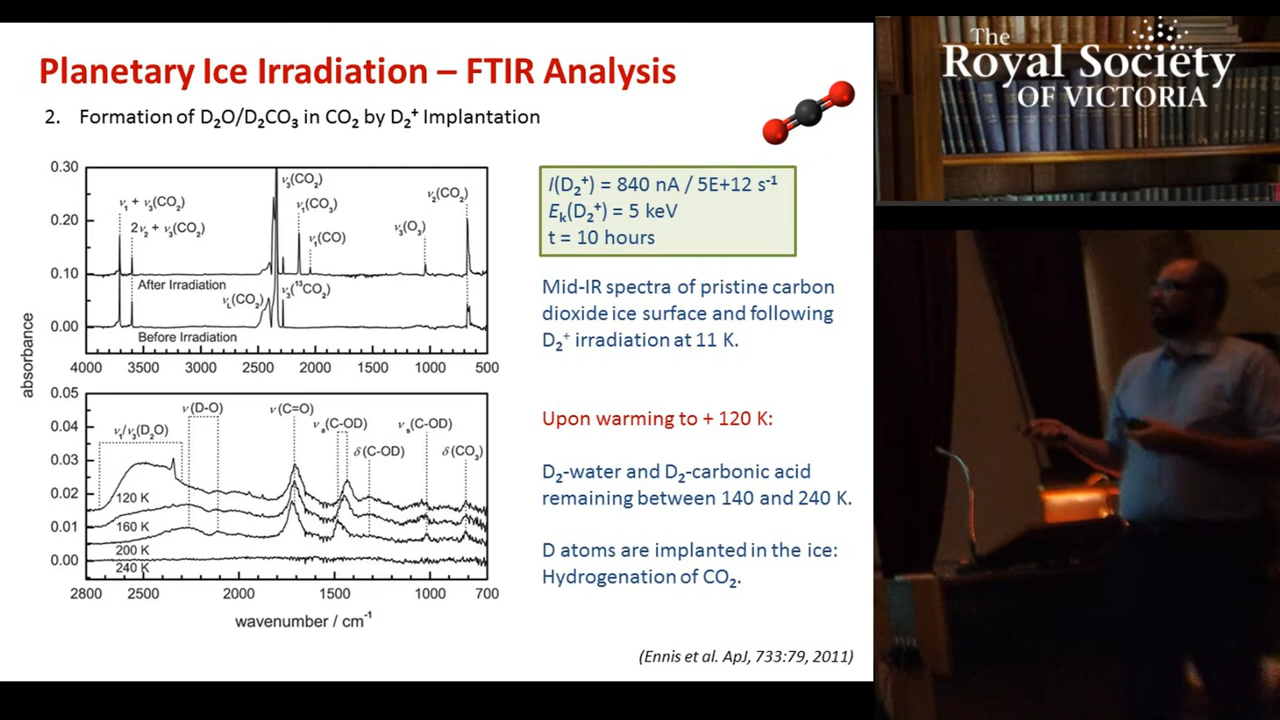 Planetary Ice Irradiation – FTIR Analysis
2. Formation of D₂O/D₂CO₃ in CO₂ by D₂⁺ Implantation
The
Royal Society
OF VICTORIA
absorbance
0.30
0.20
0.10
0.00
ν₁ + ν₃(CO₂)
2ν₂ + ν₃(CO₂)
ν₃(CO₂)
ν₁(CO₃)
ν₁(CO)
ν₃(O₃)
ν₂(CO₂)
After Irradiation
ν_L(CO₂)
ν₃(¹³CO₂)
Before Irradiation
4000 3500 3000 2500 2000 1500 1000 500
0.05
0.04
0.03
0.02
0.01
0.00
ν₁/ν₃(D₂O)
ν(D-O)
ν(C=O)
νₐ(C-OD)
δ(C-OD)
νₛ(C-OD)
δ(CO₃)
120 K
160 K
200 K
240 K
2800 2500 2000 1500 1000 700
wavenumber / cm⁻¹
I(D₂⁺) = 840 nA / 5E+12 s⁻¹
Eₖ(D₂⁺) = 5 keV
t = 10 hours
Mid-IR spectra of pristine carbon
dioxide ice surface and following
D₂⁺ irradiation at 11 K.
Upon warming to + 120 K:
D₂-water and D₂-carbonic acid
remaining between 140 and 240 K.
D atoms are implanted in the ice:
Hydrogenation of CO₂.
(Ennis et al. ApJ, 733:79, 2011)